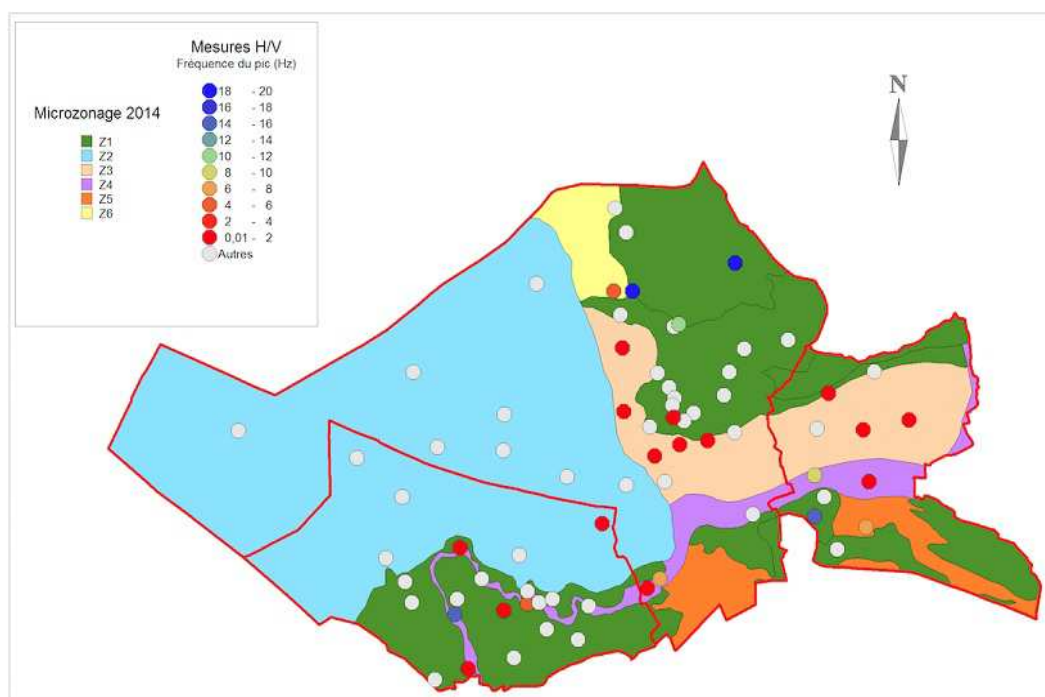 Mesures H/V
Fréquence du pic (Hz)
18 - 20
16 - 18
14 - 16
12 - 14
10 - 12
8 - 10
6 - 8
4 - 6
2 - 4
0,01 - 2
Autres
Microzonage 2014
Z1
Z2
Z3
Z4
Z5
Z6
N